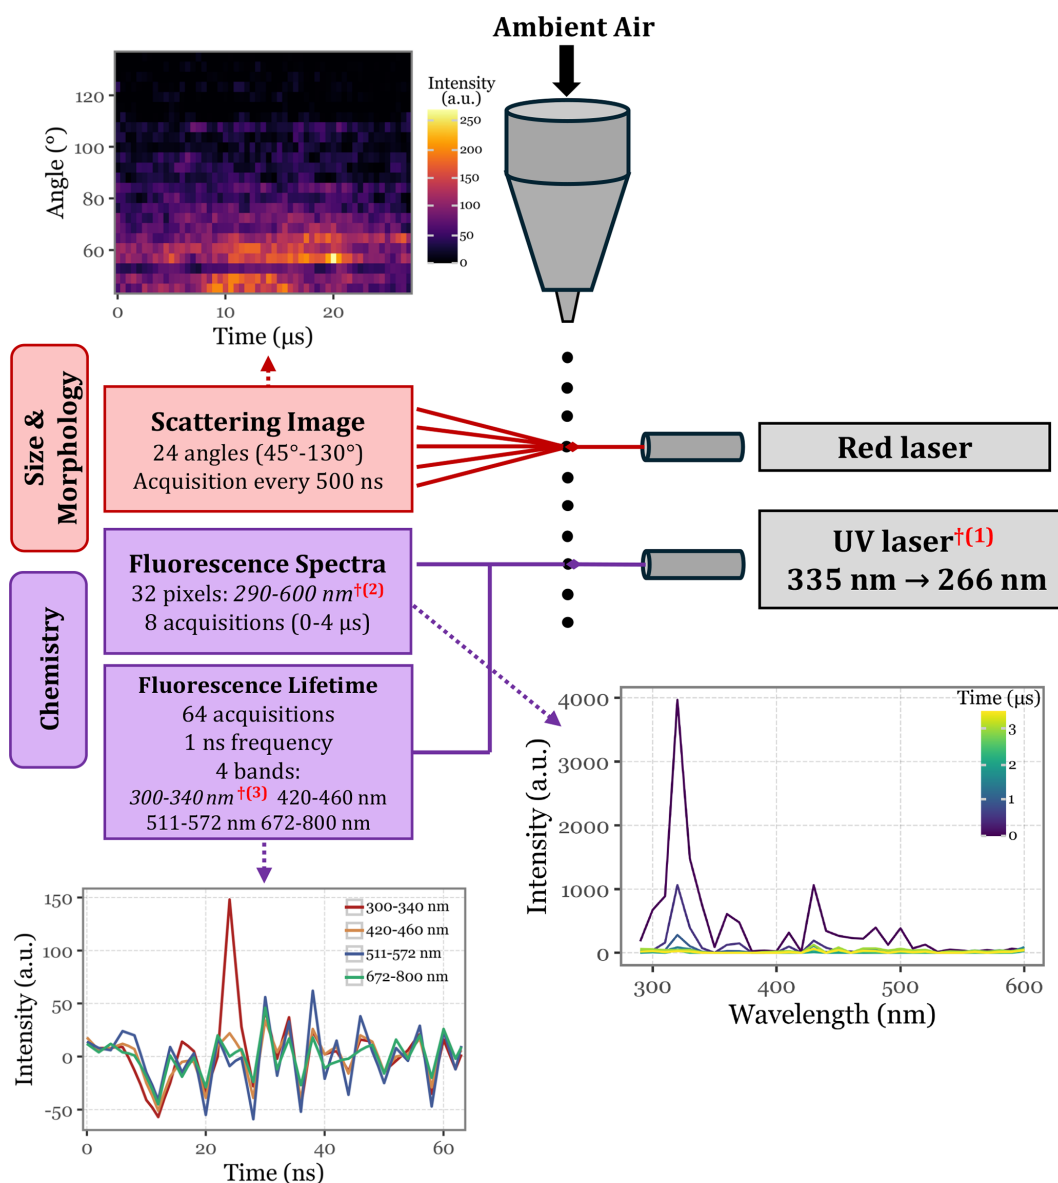 Ambient Air
Intensity
(a.u.)
250
200
150
100
50
0
Angle (°)
120
100
80
60
0 10 20
Time (μs)
Size &
Morphology
Scattering Image
24 angles (45°-130°)
Acquisition every 500 ns
Red laser
UV laser†(1)
335 nm → 266 nm
Chemistry
Fluorescence Spectra
32 pixels: 290-600 nm†(2)
8 acquisitions (0-4 μs)
Fluorescence Lifetime
64 acquisitions
1 ns frequency
4 bands:
300-340 nm†(3) 420-460 nm
511-572 nm 672-800 nm
Time (μs)
3
2
1
0
Intensity (a.u.)
4000
3000
2000
1000
0
300 400 500 600
Wavelength (nm)
Intensity (a.u.)
150
100
50
0
-50
300-340 nm
420-460 nm
511-572 nm
672-800 nm
0 20 40 60
Time (ns)